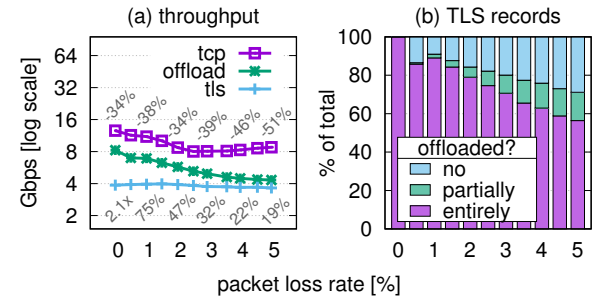 (a) throughput
(b) TLS records
Gbps [log scale]
64
32
16
8
4
2
tcp
offload
tls
-34%
-38%
-34%
-39%
-46%
-51%
2.1x
75%
47%
32%
22%
19%
0 1 2 3 4 5
% of total
100
80
60
40
20
0
offloaded?
no
partially
entirely
0 1 2 3 4 5
packet loss rate [%]